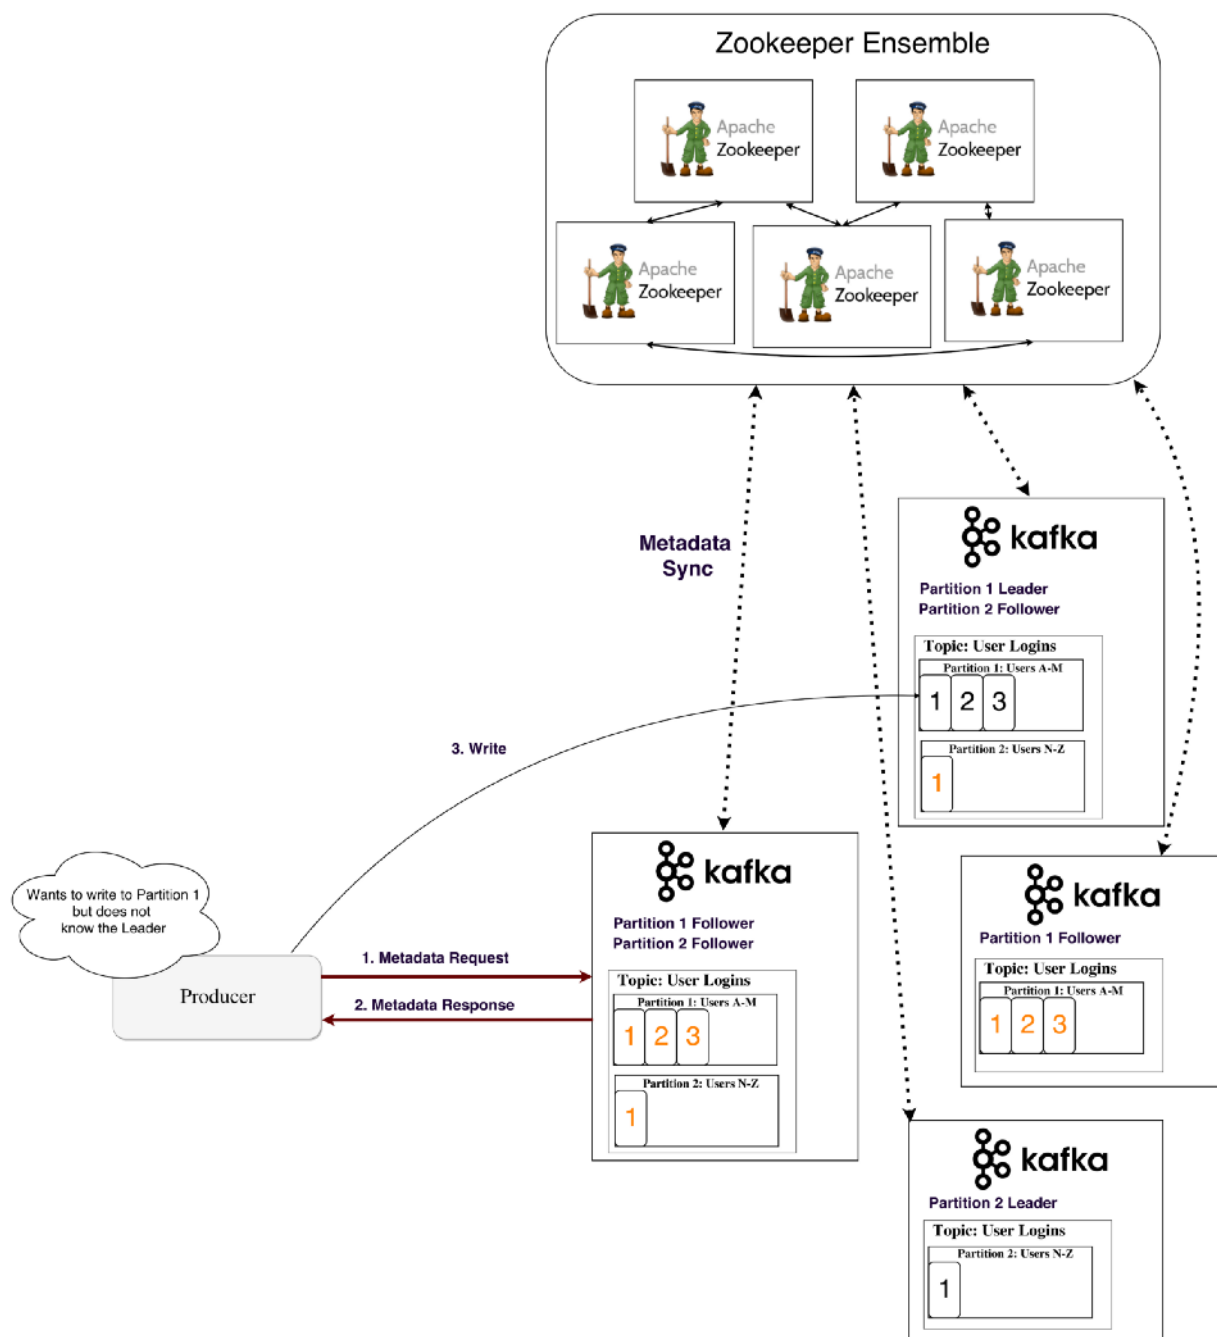 Zookeeper Ensemble
Apache
Zookeeper
Apache
Zookeeper
Apache
Zookeeper
Apache
Zookeeper
Apache
Zookeeper
Metadata
Sync
kafka
Partition 1 Leader
Partition 2 Follower
Topic: User Logins
Partition 1: Users A-M
1 2 3
Partition 2: Users N-Z
1
3. Write
Wants to write to Partition 1
but does not
know the Leader
Producer
1. Metadata Request
2. Metadata Response
kafka
Partition 1 Follower
Partition 2 Follower
Topic: User Logins
Partition 1: Users A-M
1 2 3
Partition 2: Users N-Z
1
kafka
Partition 1 Follower
Topic: User Logins
Partition 1: Users A-M
1 2 3
kafka
Partition 2 Leader
Topic: User Logins
Partition 2: Users N-Z
1